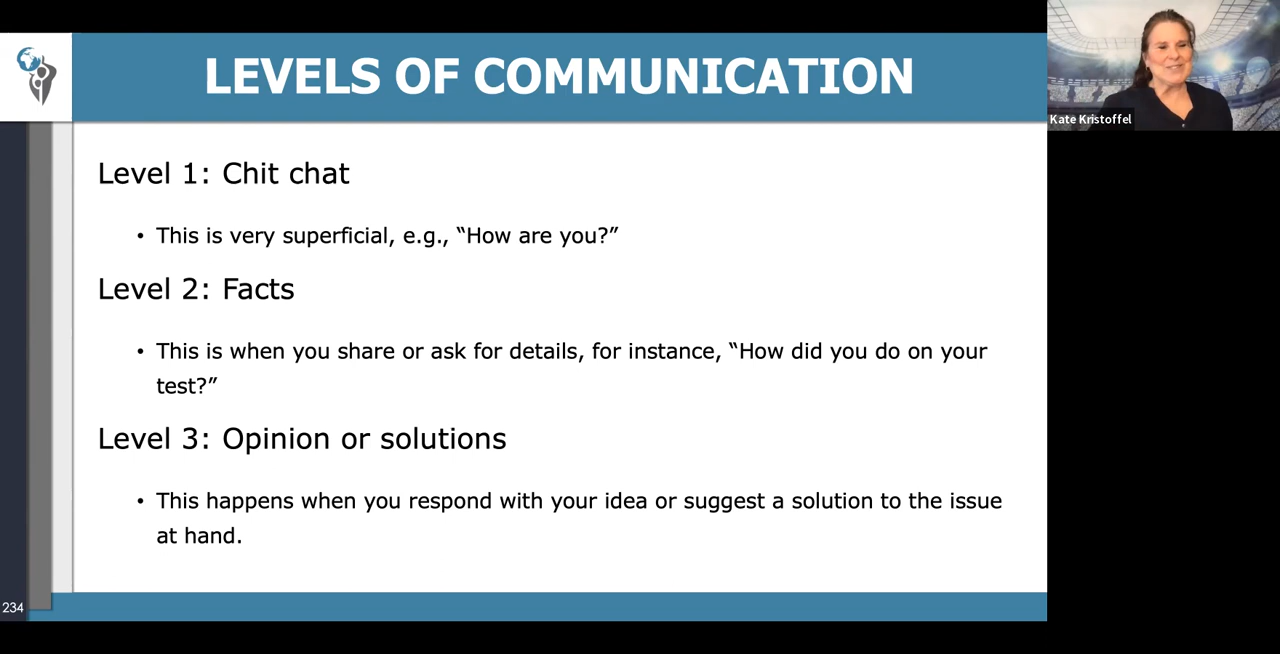 LEVELS OF COMMUNICATION
Kate Kristoffel
Level 1: Chit chat
• This is very superficial, e.g., “How are you?”
Level 2: Facts
• This is when you share or ask for details, for instance, “How did you do on your
test?”
Level 3: Opinion or solutions
• This happens when you respond with your idea or suggest a solution to the issue
at hand.
234